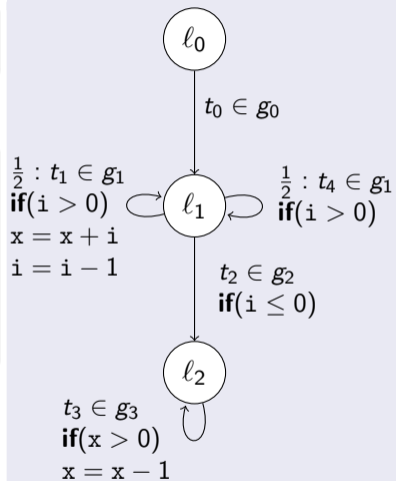 ℓ₀
t₀ ∈ g₀
½ : t₁ ∈ g₁
if(i > 0)
x = x + i
i = i − 1
ℓ₁
½ : t₄ ∈ g₁
if(i > 0)
t₂ ∈ g₂
if(i ≤ 0)
ℓ₂
t₃ ∈ g₃
if(x > 0)
x = x − 1